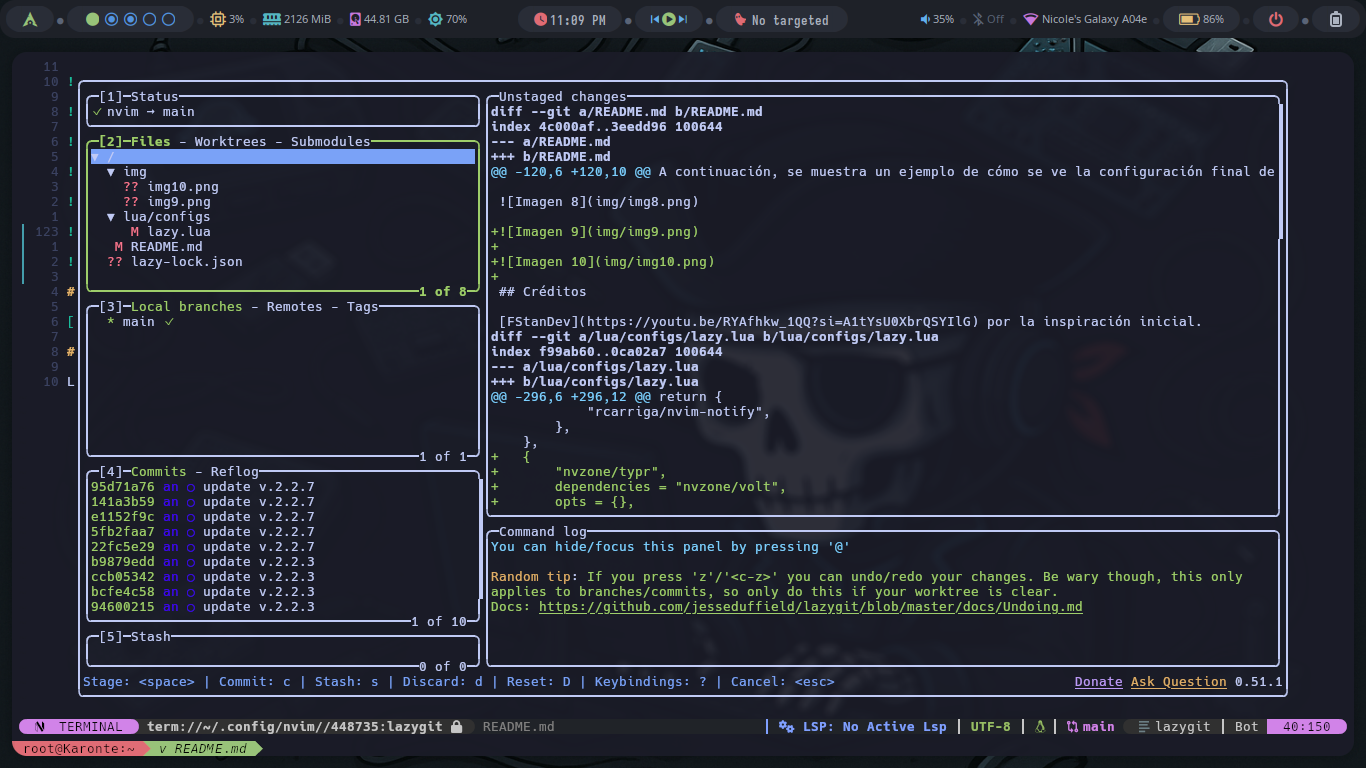 3% 2126 MiB 44.81 GB 70% 11:09 PM No targeted 35% Off Nicole's Galaxy A04e 86%
11
10 !
9 [1]-Status Unstaged changes
8 ! ✓ nvim → main diff --git a/README.md b/README.md
7 index 4c000af..3eedd96 100644
6 ! [2]-Files - Worktrees - Submodules --- a/README.md
5 ▼ / +++ b/README.md
4 ! ▼ img @@ -120,6 +120,10 @@ A continuación, se muestra un ejemplo de cómo se ve la configuración final de
3 ?? img10.png
2 ! ?? img9.png ![Imagen 8](img/img8.png)
1 ▼ lua/configs
123 ! M lazy.lua +![Imagen 9](img/img9.png)
1 M README.md +
2 ! ?? lazy-lock.json +![Imagen 10](img/img10.png)
3 +
4 # 1 of 8 ## Créditos
5 [3]-Local branches - Remotes - Tags
6 [ * main ✓ [FStanDev](https://youtu.be/RYAfhkw_1QQ?si=A1tYsU0XbrQSYIlG) por la inspiración inicial.
7 diff --git a/lua/configs/lazy.lua b/lua/configs/lazy.lua
8 # index f99ab60..0ca02a7 100644
9 --- a/lua/configs/lazy.lua
10 L +++ b/lua/configs/lazy.lua
@@ -296,6 +296,12 @@ return {
"rcarriga/nvim-notify",
},
},
1 of 1 + {
[4]-Commits - Reflog + "nvzone/typr",
95d71a76 an ○ update v.2.2.7 + dependencies = "nvzone/volt",
141a3b59 an ○ update v.2.2.7 + opts = {},
e1152f9c an ○ update v.2.2.7
5fb2faa7 an ○ update v.2.2.7 Command log
22fc5e29 an ○ update v.2.2.7 You can hide/focus this panel by pressing '@'
b9879edd an ○ update v.2.2.3
ccb05342 an ○ update v.2.2.3 Random tip: If you press 'z'/'<c-z>' you can undo/redo your changes. Be wary though, this only
bcfe4c58 an ○ update v.2.2.3 applies to branches/commits, so only do this if your worktree is clear.
94600215 an ○ update v.2.2.3 Docs: https://github.com/jesseduffield/lazygit/blob/master/docs/Undoing.md
1 of 10
[5]-Stash
0 of 0
Stage: <space> | Commit: c | Stash: s | Discard: d | Reset: D | Keybindings: ? | Cancel: <esc> Donate Ask Question 0.51.1
TERMINAL term://~/.config/nvim//448735:lazygit README.md LSP: No Active Lsp UTF-8 main lazygit Bot 40:150
root@Karonte:~ v README.md